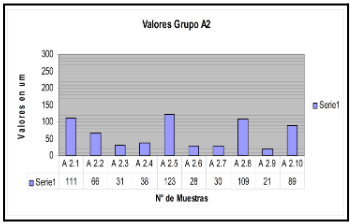 Valores Grupo A2
Valores en um
300
250
200
150
100
50
0
A 2.1 A 2.2 A 2.3 A 2.4 A 2.5 A 2.6 A 2.7 A 2.8 A 2.9 A 2.10
Serie1 111 66 31 38 123 28 30 109 21 89
N° de Muestras
Serie1